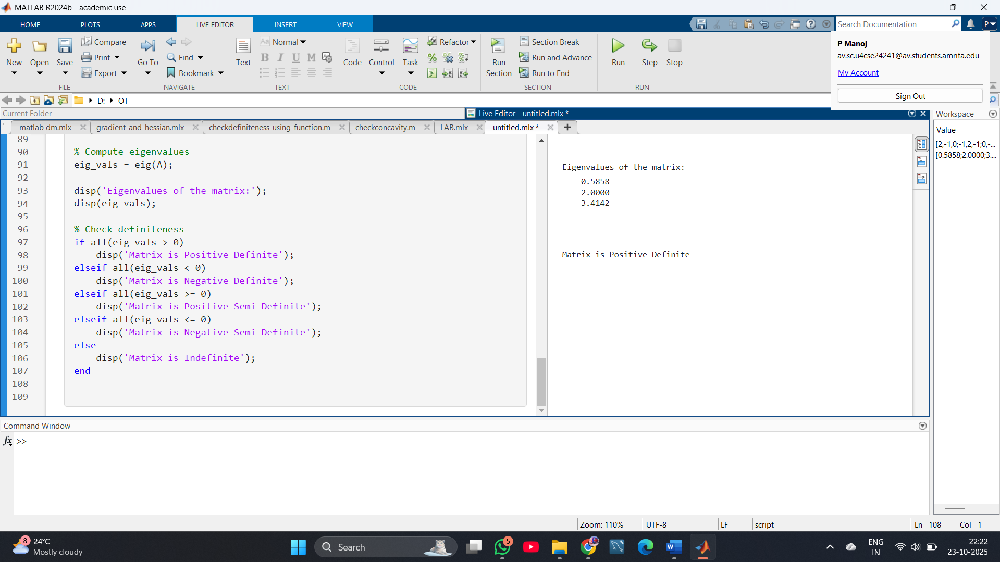 MATLAB R2024b - academic use
HOME PLOTS APPS LIVE EDITOR INSERT VIEW
Search Documentation
P
P Manoj
av.sc.u4cse24241@av.students.amrita.edu
My Account
Sign Out
New Open Save Compare Print Export
FILE
Go To Find Bookmark
NAVIGATE
Text Aa Normal B I U M
TEXT
Code Control Task Refactor
CODE
Run Section Section Break Run and Advance Run to End
SECTION
Run Step Stop
RUN
D: OT
Current Folder
Live Editor - untitled.mlx *
Workspace
matlab dm.mlx gradient_and_hessian.mlx checkdefiniteness_using_function.m checkconcavity.m LAB.mlx untitled.mlx * +
Value
[2,-1,0;-1,2,-1;0,-...
[0.5858;2.0000;3....
89
90 % Compute eigenvalues
91 eig_vals = eig(A);
92
93 disp('Eigenvalues of the matrix:');
94 disp(eig_vals);
95
96 % Check definiteness
97 if all(eig_vals > 0)
98 disp('Matrix is Positive Definite');
99 elseif all(eig_vals < 0)
100 disp('Matrix is Negative Definite');
101 elseif all(eig_vals >= 0)
102 disp('Matrix is Positive Semi-Definite');
103 elseif all(eig_vals <= 0)
104 disp('Matrix is Negative Semi-Definite');
105 else
106 disp('Matrix is Indefinite');
107 end
108
109
Eigenvalues of the matrix:
0.5858
2.0000
3.4142
Matrix is Positive Definite
Command Window
fx >>
Zoom: 110% UTF-8 LF script Ln 108 Col 1
8
24°C
Mostly cloudy
Search
5
ENG
IN
22:22
23-10-2025